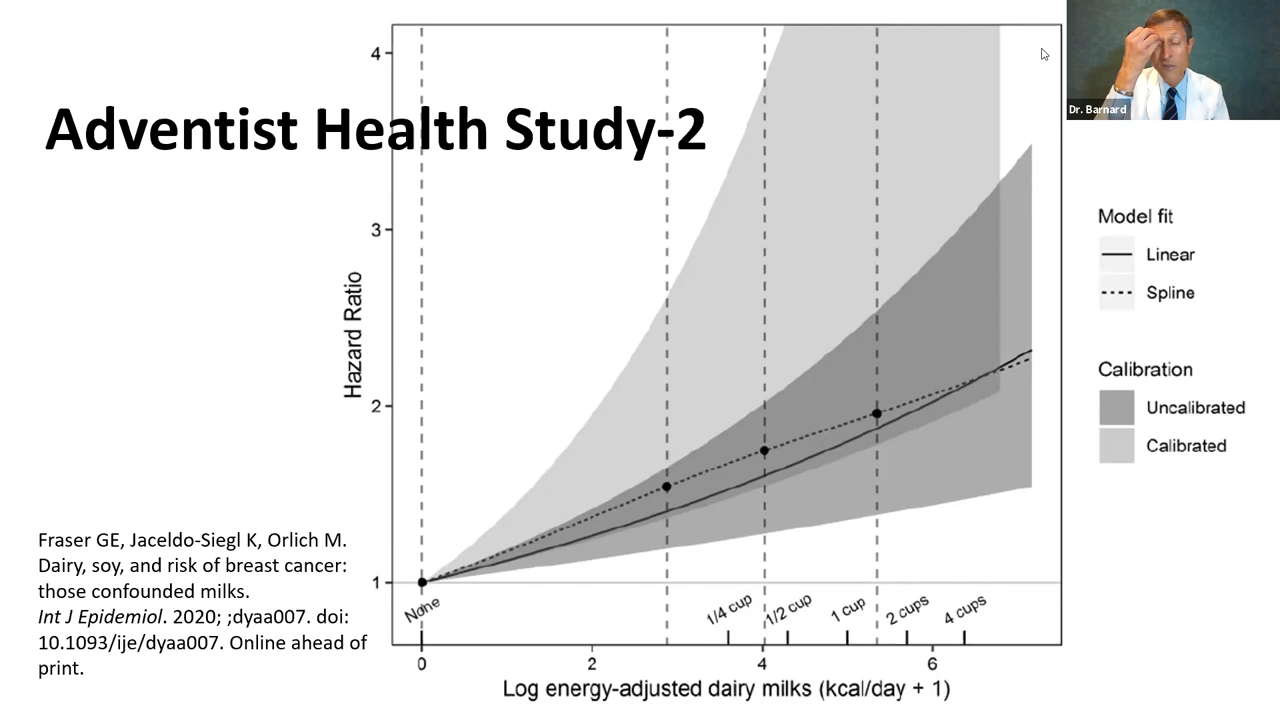 Adventist Health Study-2
Dr. Barnard
4
3
2
1
Hazard Ratio
None
1/4 cup
1/2 cup
1 cup
2 cups
4 cups
0
2
4
6
Log energy-adjusted dairy milks (kcal/day + 1)
Model fit
Linear
Spline
Calibration
Uncalibrated
Calibrated
Fraser GE, Jaceldo-Siegl K, Orlich M.
Dairy, soy, and risk of breast cancer:
those confounded milks.
Int J Epidemiol. 2020; ;dyaa007. doi:
10.1093/ije/dyaa007. Online ahead of
print.